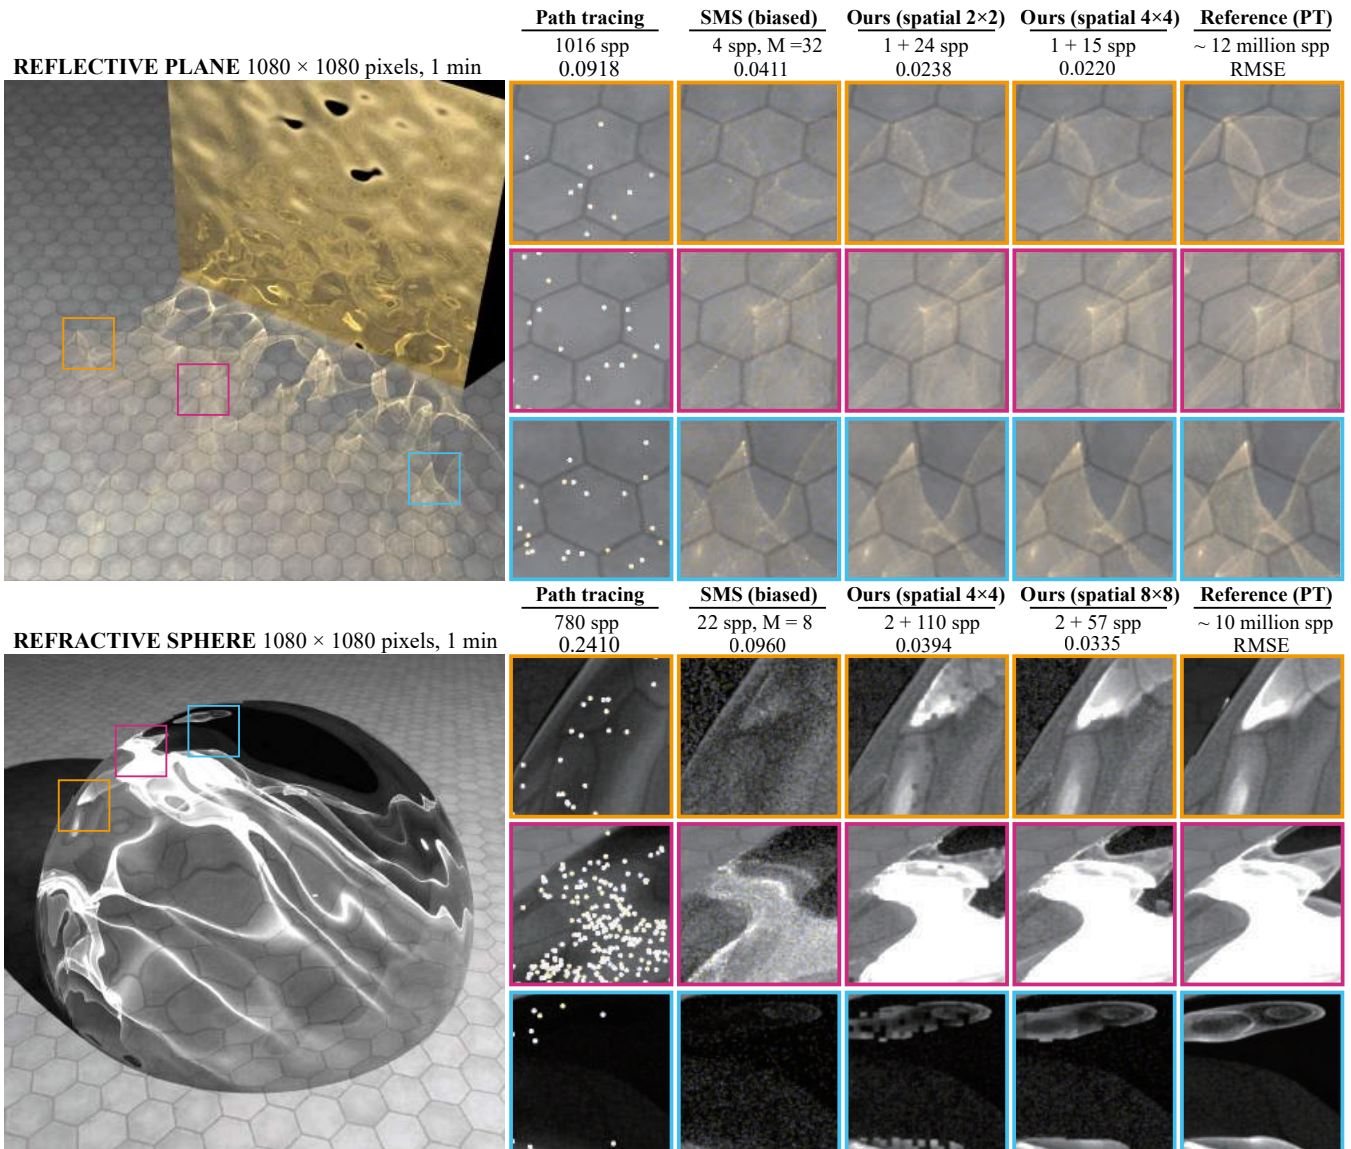 Path tracing SMS (biased) Ours (spatial 2×2) Ours (spatial 4×4) Reference (PT)
1016 spp 4 spp, M =32 1 + 24 spp 1 + 15 spp ~ 12 million spp
REFLECTIVE PLANE 1080 × 1080 pixels, 1 min 0.0918 0.0411 0.0238 0.0220 RMSE
Path tracing SMS (biased) Ours (spatial 4×4) Ours (spatial 8×8) Reference (PT)
780 spp 22 spp, M = 8 2 + 110 spp 2 + 57 spp ~ 10 million spp
REFRACTIVE SPHERE 1080 × 1080 pixels, 1 min 0.2410 0.0960 0.0394 0.0335 RMSE